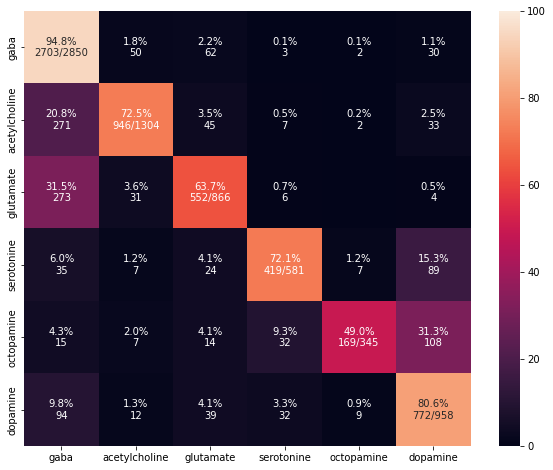 gaba
94.8% 1.8% 2.2% 0.1% 0.1% 1.1%
2703/2850 50 62 3 2 30
acetylcholine
20.8% 72.5% 3.5% 0.5% 0.2% 2.5%
271 946/1304 45 7 2 33
glutamate
31.5% 3.6% 63.7% 0.7% 0.5%
273 31 552/866 6 4
serotonine
6.0% 1.2% 4.1% 72.1% 1.2% 15.3%
35 7 24 419/581 7 89
octopamine
4.3% 2.0% 4.1% 9.3% 49.0% 31.3%
15 7 14 32 169/345 108
dopamine
9.8% 1.3% 4.1% 3.3% 0.9% 80.6%
94 12 39 32 9 772/958
gaba acetylcholine glutamate serotonine octopamine dopamine
100
80
60
40
20
0